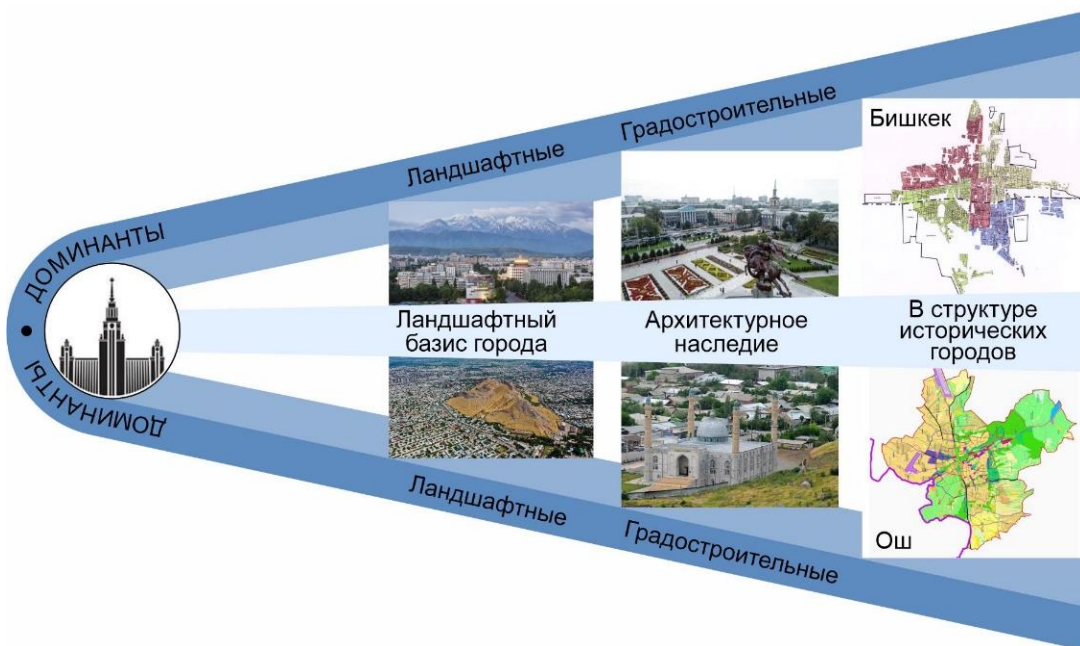 ДОМИНАНТЫ
Ландшафтные
Градостроительные
Бишкек
Ландшафтный
базис города
Архитектурное
наследие
В структуре
исторических
городов
ДОМИНАНТЫ
Ландшафтные
Градостроительные
Ош